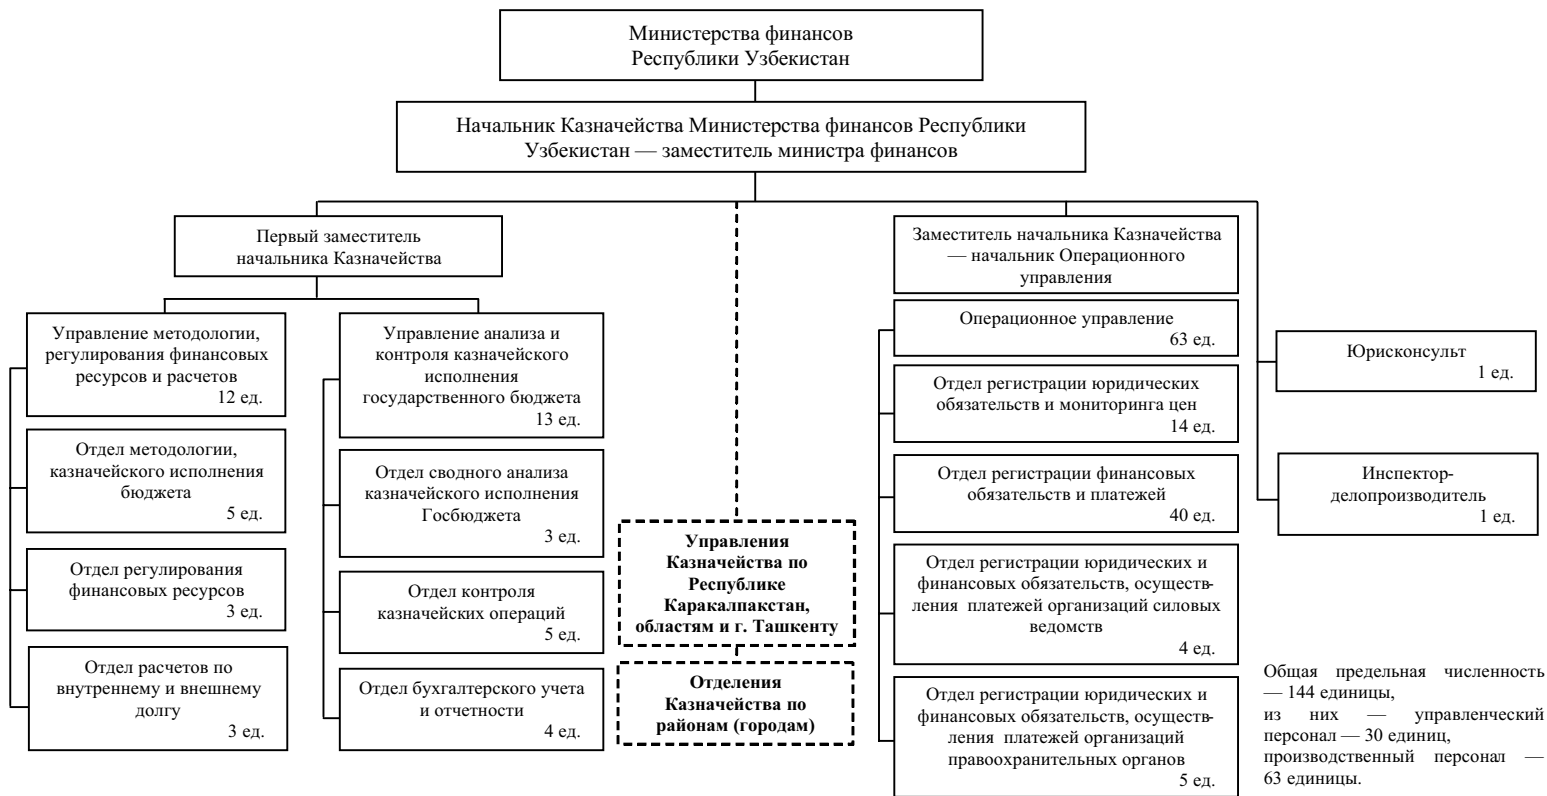 Министерства финансов
Республики Узбекистан
Начальник Казначейства Министерства финансов Республики
Узбекистан — заместитель министра финансов
Первый заместитель
начальника Казначейства
Управление методологии,
регулирования финансовых
ресурсов и расчетов
12 ед.
Отдел методологии,
казначейского исполнения
бюджета
5 ед.
Отдел регулирования
финансовых ресурсов
3 ед.
Отдел расчетов по
внутреннему и внешнему
долгу
3 ед.
Управление анализа и
контроля казначейского
исполнения
государственного бюджета
13 ед.
Отдел сводного анализа
казначейского исполнения
Госбюджета
3 ед.
Отдел контроля
казначейских операций
5 ед.
Отдел бухгалтерского учета
и отчетности
4 ед.
Управления
Казначейства по
Республике
Каракалпакстан,
областям и г. Ташкенту
Отделения
Казначейства по
районам (городам)
Заместитель начальника Казначейства
— начальник Операционного
управления
Операционное управление
63 ед.
Отдел регистрации юридических
обязательств и мониторинга цен
14 ед.
Отдел регистрации финансовых
обязательств и платежей
40 ед.
Отдел регистрации юридических и
финансовых обязательств, осуществ-
ления платежей организаций силовых
ведомств
4 ед.
Отдел регистрации юридических и
финансовых обязательств, осуществ-
ления платежей организаций
правоохранительных органов
5 ед.
Юрисконсульт
1 ед.
Инспектор-
делопроизводитель
1 ед.
Общая предельная численность
— 144 единицы,
из них — управленческий
персонал — 30 единиц,
производственный персонал —
63 единицы.